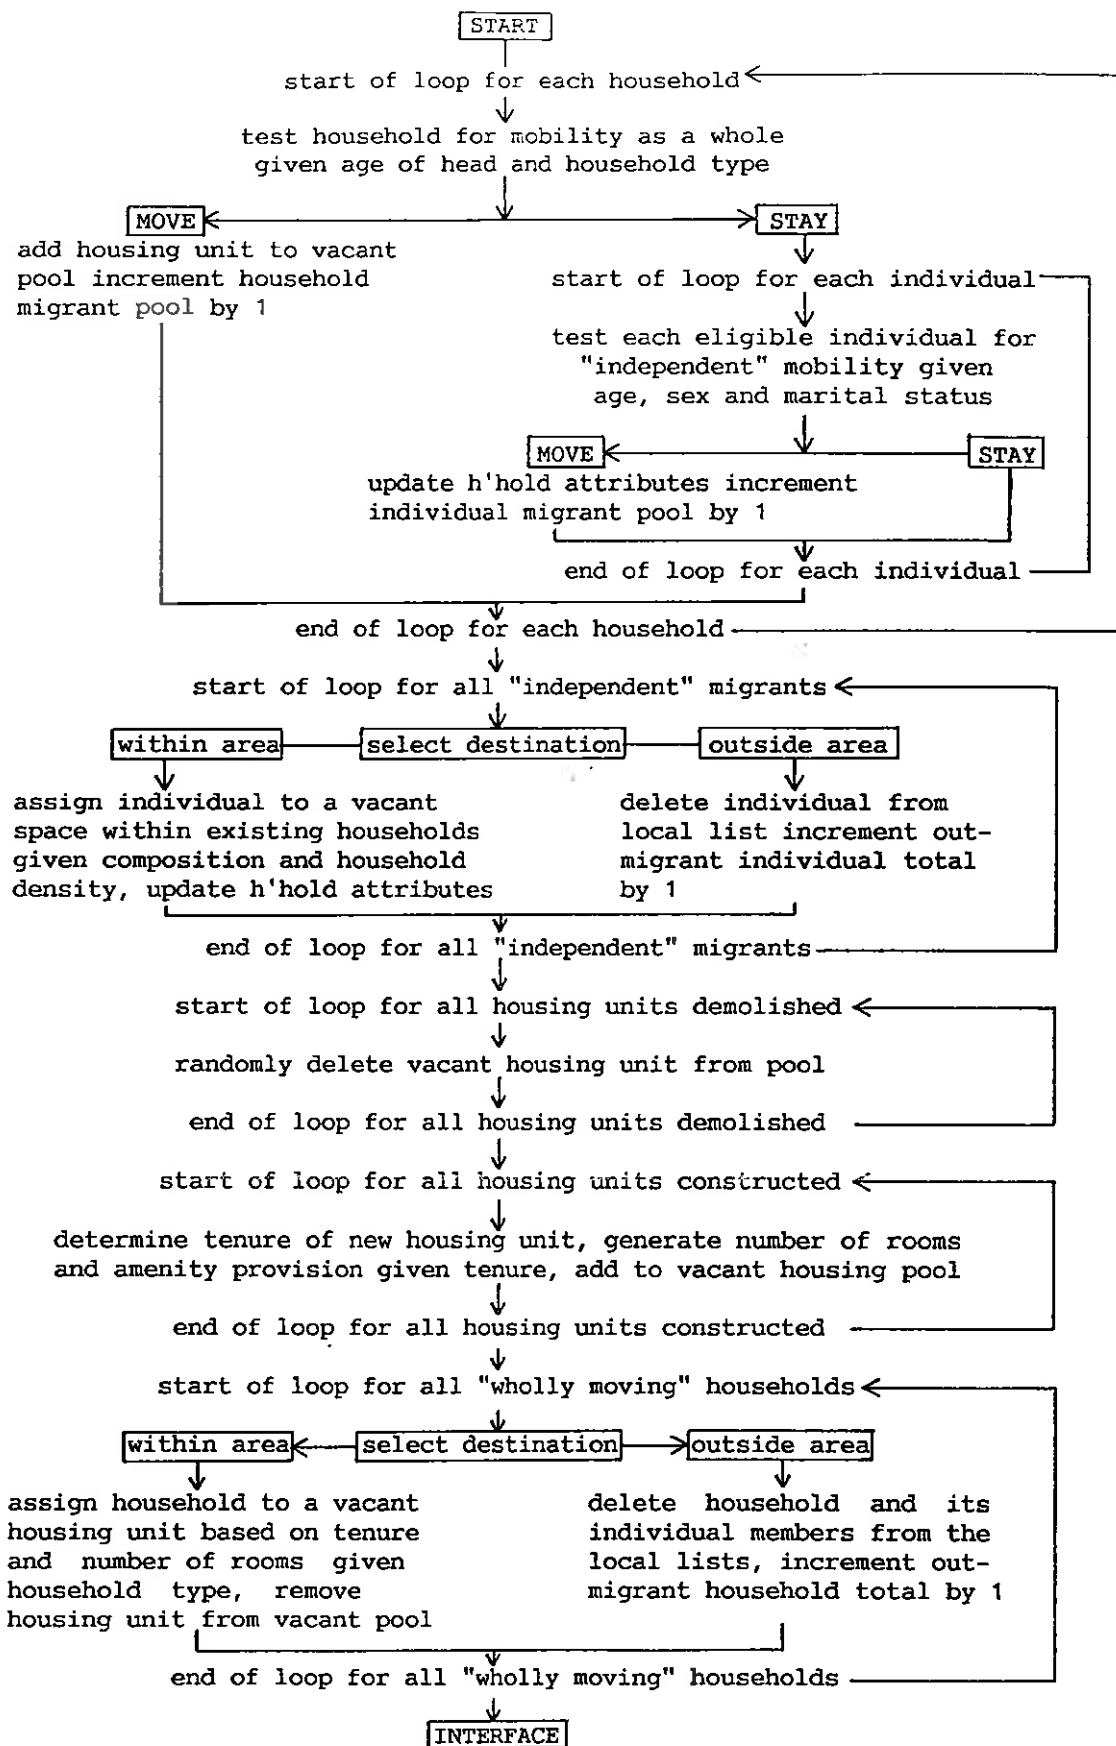 START
start of loop for each household
test household for mobility as a whole
given age of head and household type
MOVE
STAY
add housing unit to vacant
pool increment household
migrant pool by 1
start of loop for each individual
test each eligible individual for
"independent" mobility given
age, sex and marital status
MOVE
STAY
update h'hold attributes increment
individual migrant pool by 1
end of loop for each individual
end of loop for each household
start of loop for all "independent" migrants
within area
select destination
outside area
assign individual to a vacant
space within existing households
given composition and household
density, update h'hold attributes
delete individual from
local list increment out-
migrant individual total
by 1
end of loop for all "independent" migrants
start of loop for all housing units demolished
randomly delete vacant housing unit from pool
end of loop for all housing units demolished
start of loop for all housing units constructed
determine tenure of new housing unit, generate number of rooms
and amenity provision given tenure, add to vacant housing pool
end of loop for all housing units constructed
start of loop for all "wholly moving" households
within area
select destination
outside area
assign household to a vacant
housing unit based on tenure
and number of rooms given
household type, remove
housing unit from vacant pool
delete household and its
individual members from the
local lists, increment out-
migrant household total by 1
end of loop for all "wholly moving" households
INTERFACE